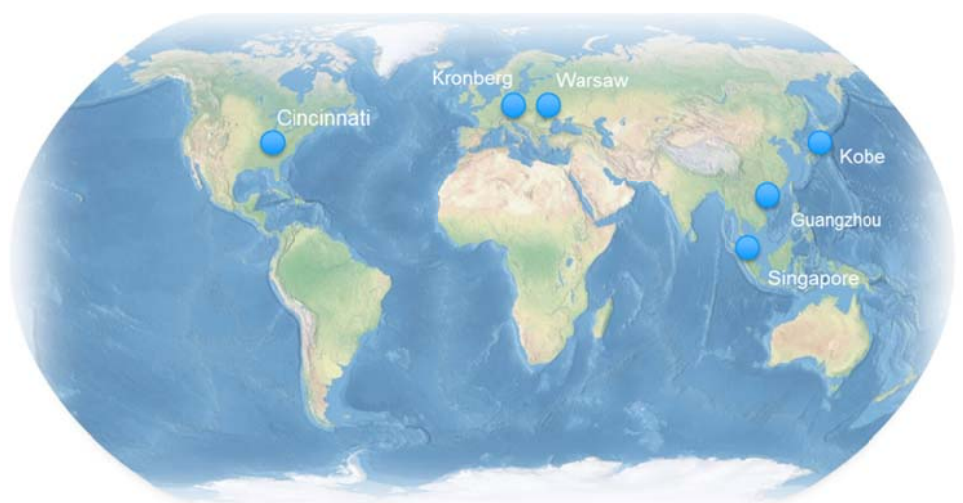 Kronberg
Warsaw
Cincinnati
Kobe
Guangzhou
Singapore